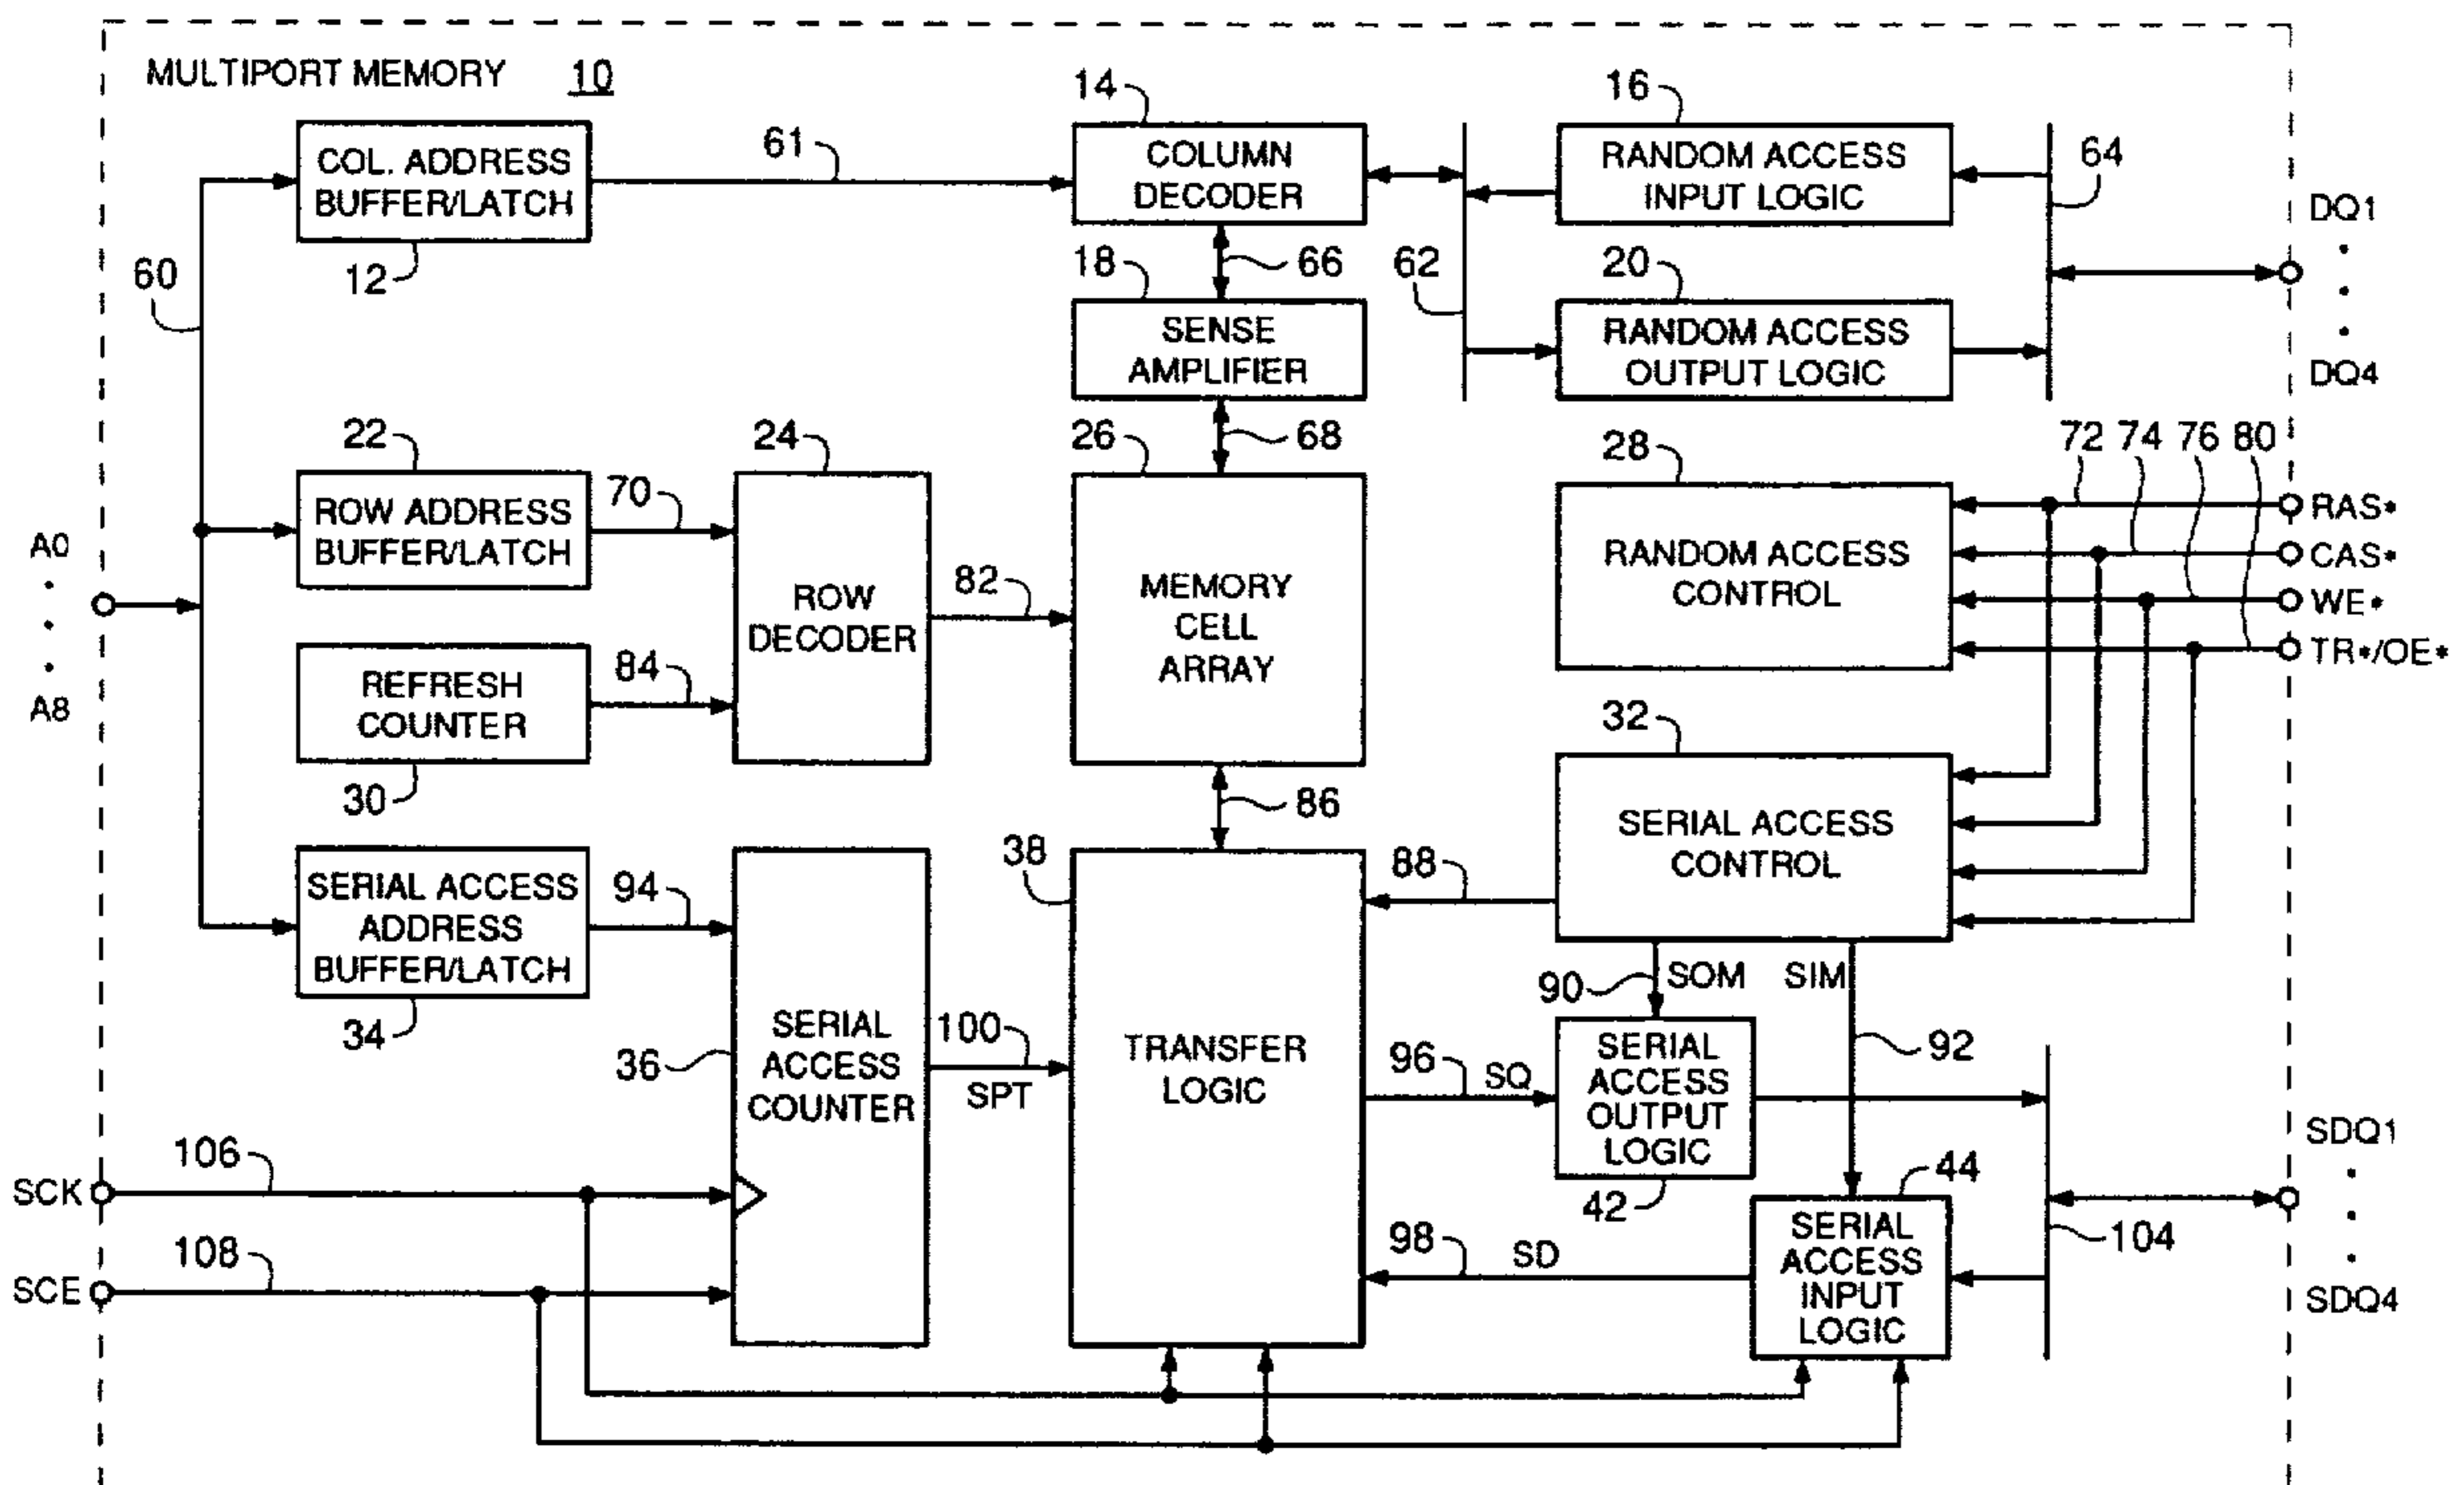 MULTIPORT MEMORY 10
14
16
COL. ADDRESS
BUFFER/LATCH
61
COLUMN
DECODER
RANDOM ACCESS
INPUT LOGIC
64
DQ1
.
.
.
DQ4
60
12
18
66
62
20
SENSE
AMPLIFIER
RANDOM ACCESS
OUTPUT LOGIC
22
24
26
68
28
72 74 76 80
ROW ADDRESS
BUFFER/LATCH
70
ROW
DECODER
82
MEMORY
CELL
ARRAY
RANDOM ACCESS
CONTROL
RAS*
CAS*
WE*
TR*/OE*
A0
.
.
.
A8
REFRESH
COUNTER
84
30
86
32
SERIAL ACCESS
CONTROL
SERIAL ACCESS
ADDRESS
BUFFER/LATCH
94
34
38
88
90
SOM
SIM
92
36
SERIAL
ACCESS
COUNTER
100
SPT
TRANSFER
LOGIC
96
SQ
SERIAL
ACCESS
OUTPUT
LOGIC
42
44
SDQ1
.
.
.
SDQ4
104
SCK
106
SCE
108
98
SD
SERIAL
ACCESS
INPUT
LOGIC